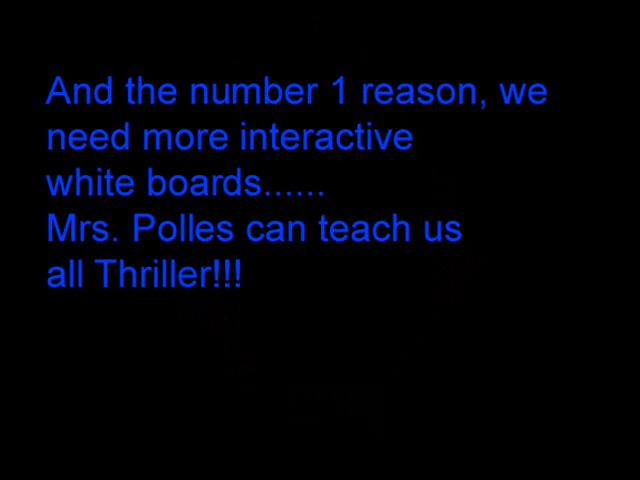 And the number 1 reason, we
need more interactive
white boards......
Mrs. Polles can teach us
all Thriller!!!